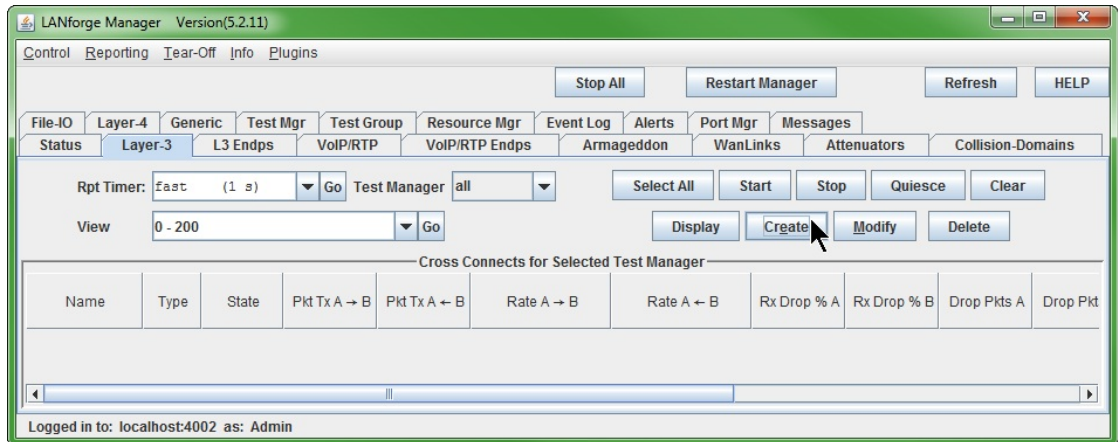 LANforge Manager Version(5.2.11)
Control Reporting Tear-Off Info Plugins
Stop All Restart Manager Refresh HELP
File-IO Layer-4 Generic Test Mgr Test Group Resource Mgr Event Log Alerts Port Mgr Messages
Status Layer-3 L3 Endps VoIP/RTP VoIP/RTP Endps Armageddon WanLinks Attenuators Collision-Domains
Rpt Timer: fast (1 s) Go Test Manager all Select All Start Stop Quiesce Clear
View 0 - 200 Go Display Create Modify Delete
Cross Connects for Selected Test Manager
Name Type State Pkt Tx A → B Pkt Tx A ← B Rate A → B Rate A ← B Rx Drop % A Rx Drop % B Drop Pkts A Drop Pkt
Logged in to: localhost:4002 as: Admin